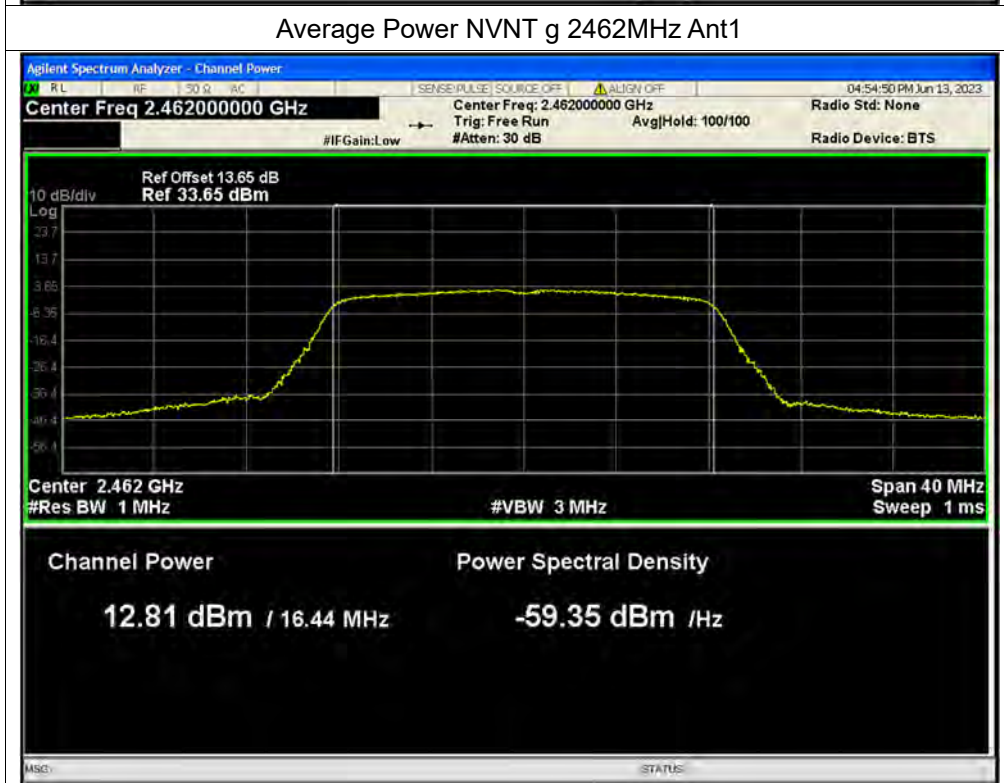 Average Power NVNT g 2462MHz Ant1
Agilent Spectrum Analyzer - Channel Power
RL RF 50 Ω AC SENSE:PULSE SOURCE OFF ALIGN OFF 04:54:50 PM Jun 13, 2023
Center Freq 2.462000000 GHz Center Freq: 2.462000000 GHz Radio Std: None
Trig: Free Run Avg|Hold: 100/100
#IFGain:Low #Atten: 30 dB Radio Device: BTS
Ref Offset 13.65 dB
10 dB/div Ref 33.65 dBm
Log
23.7
13.7
3.65
-6.35
-16.4
-26.4
-36.4
-46.4
-56.4
Center 2.462 GHz Span 40 MHz
#Res BW 1 MHz #VBW 3 MHz Sweep 1 ms
Channel Power Power Spectral Density
12.81 dBm / 16.44 MHz -59.35 dBm /Hz
MSG STATUS